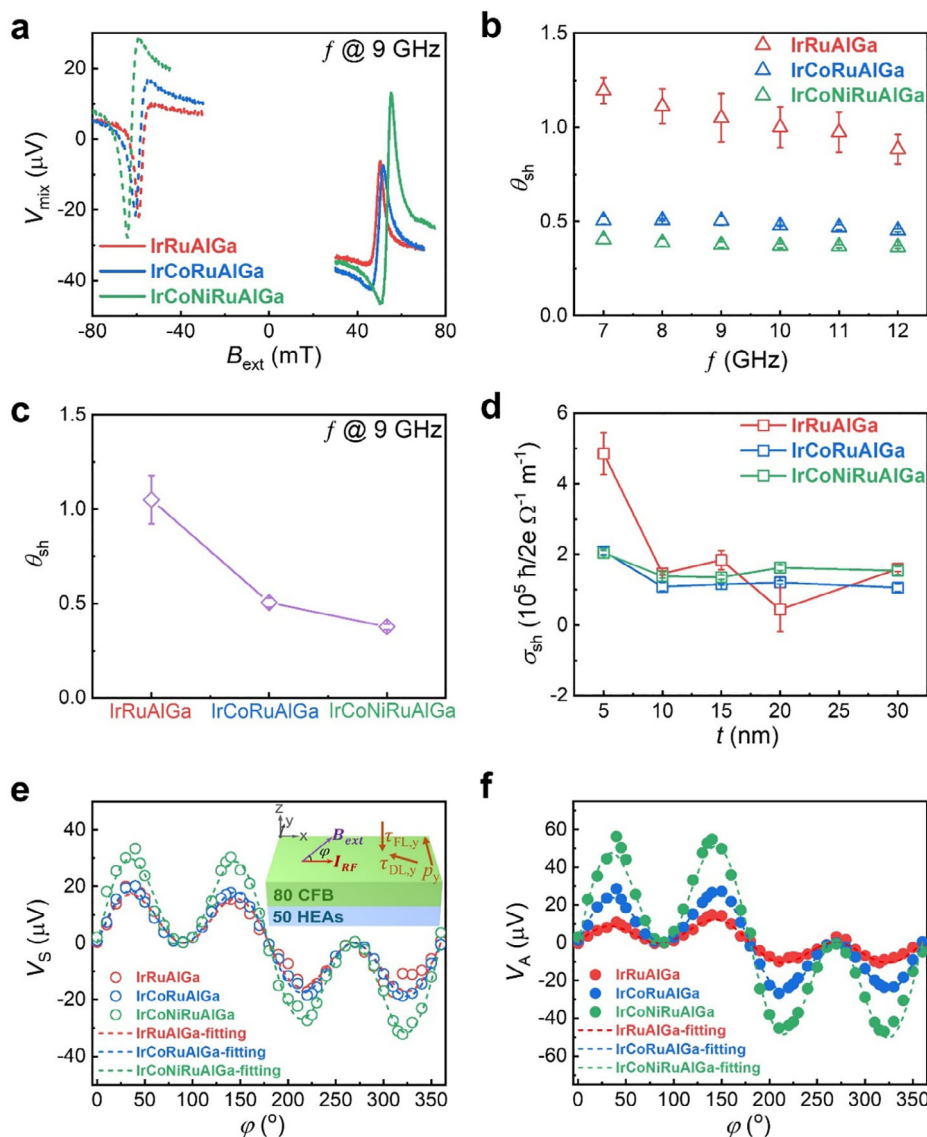 a
f @ 9 GHz
20
0
-20
-40
V_mix (µV)
IrRuAlGa
IrCoRuAlGa
IrCoNiRuAlGa
-80 -40 0 40 80
B_ext (mT)
b
IrRuAlGa
IrCoRuAlGa
IrCoNiRuAlGa
1.5
1.0
0.5
0.0
θ_sh
7 8 9 10 11 12
f (GHz)
c
f @ 9 GHz
1.5
1.0
0.5
0.0
θ_sh
IrRuAlGa IrCoRuAlGa IrCoNiRuAlGa
d
IrRuAlGa
IrCoRuAlGa
IrCoNiRuAlGa
6
4
2
0
-2
σ_sh (10⁵ ħ/2e Ω⁻¹ m⁻¹)
5 10 15 20 30
t (nm)
e
40
20
0
-20
-40
V_S (µV)
z
y
x
B_ext
φ
I_RF
τ_FL,y
τ_DL,y
p_y
80 CFB
50 HEAs
IrRuAlGa
IrCoRuAlGa
IrCoNiRuAlGa
IrRuAlGa-fitting
IrCoRuAlGa-fitting
IrCoNiRuAlGa-fitting
0 50 100 150 200 250 300 350
φ (°)
f
60
40
20
0
-20
-40
-60
V_A (µV)
IrRuAlGa
IrCoRuAlGa
IrCoNiRuAlGa
IrRuAlGa-fitting
IrCoRuAlGa-fitting
IrCoNiRuAlGa-fitting
0 50 100 150 200 250 300 350
φ (°)